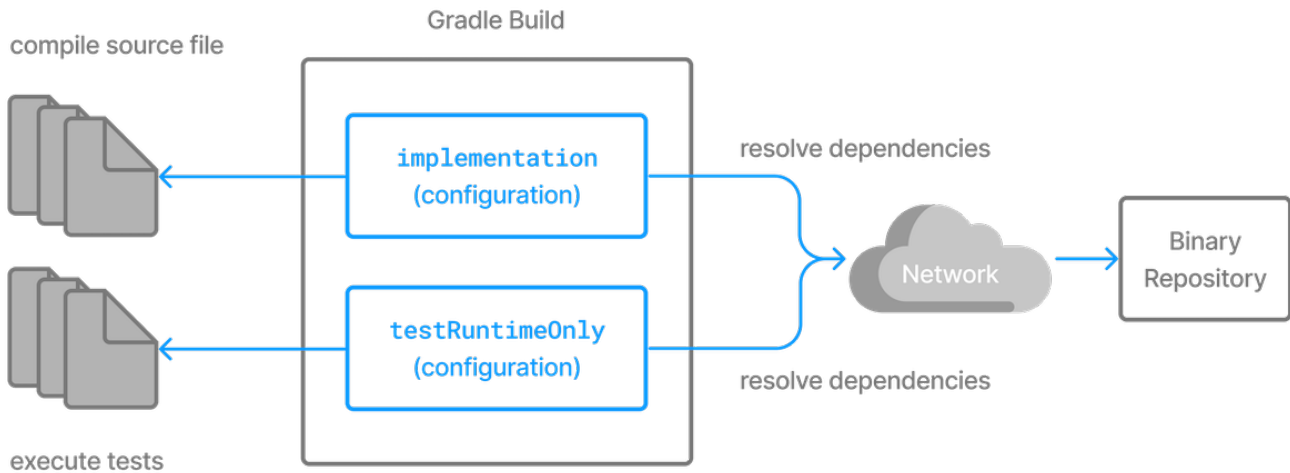 Gradle Build
compile source file
implementation
(configuration)
resolve dependencies
Network
Binary
Repository
testRuntimeOnly
(configuration)
resolve dependencies
execute tests